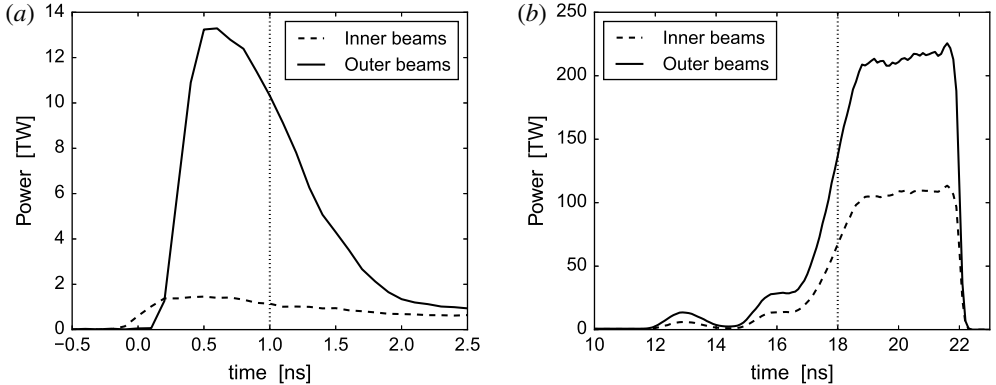 (a)
14
12
10
8
6
4
2
0
−0.5 0.0 0.5 1.0 1.5 2.0 2.5
Power [TW]
time [ns]
Inner beams
Outer beams
(b)
250
200
150
100
50
0
10 12 14 16 18 20 22
Power [TW]
time [ns]
Inner beams
Outer beams